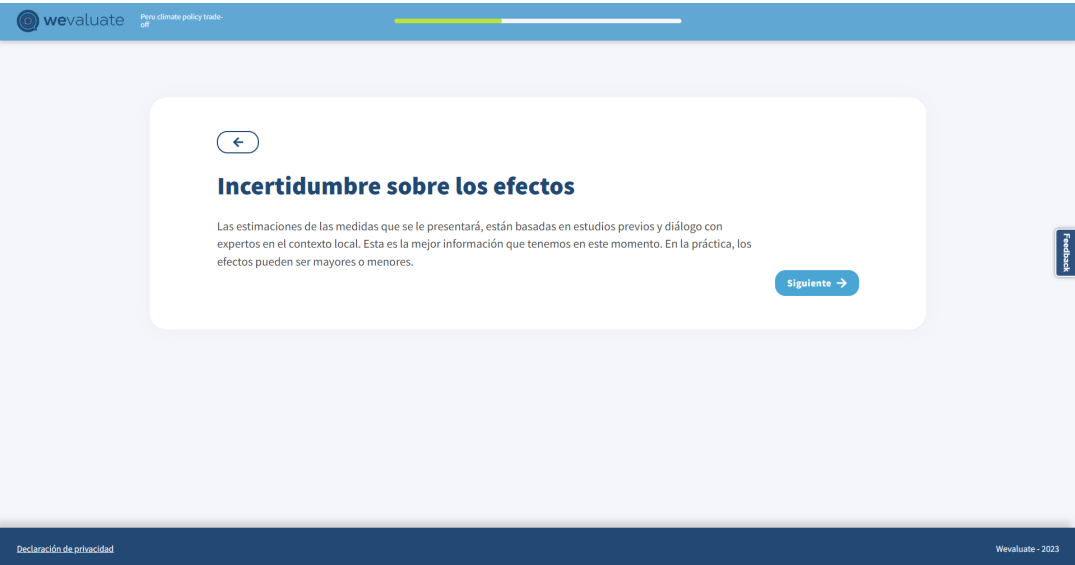 wevaluate
Peru climate policy trade-
off
Incertidumbre sobre los efectos
Las estimaciones de las medidas que se le presentará, están basadas en estudios previos y diálogo con
expertos en el contexto local. Esta es la mejor información que tenemos en este momento. En la práctica, los
efectos pueden ser mayores o menores.
Siguiente
Feedback
Declaración de privacidad
Wevaluate - 2023